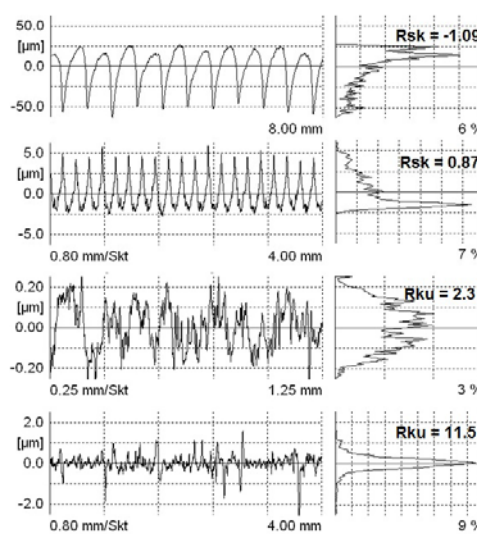 50.0
[µm]
0.0
-50.0
8.00 mm
Rsk = -1.09
6 %
5.0
[µm]
0.0
-5.0
0.80 mm/Skt
4.00 mm
Rsk = 0.87
7 %
0.20
[µm]
0.00
-0.20
0.25 mm/Skt
1.25 mm
Rku = 2.3
3 %
2.0
[µm]
0.0
-2.0
0.80 mm/Skt
4.00 mm
Rku = 11.5
9 %